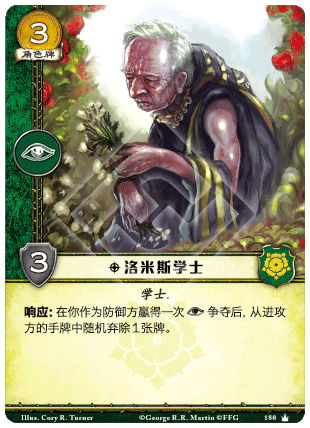 3
角色牌
3
洛米斯学士
学士.
响应: 在你作为防御方赢得一次 争夺后, 从进攻
方的手牌中随机弃除1张牌。
Illus. Cory R. Turner ©George R.R. Martin ©FFG 180